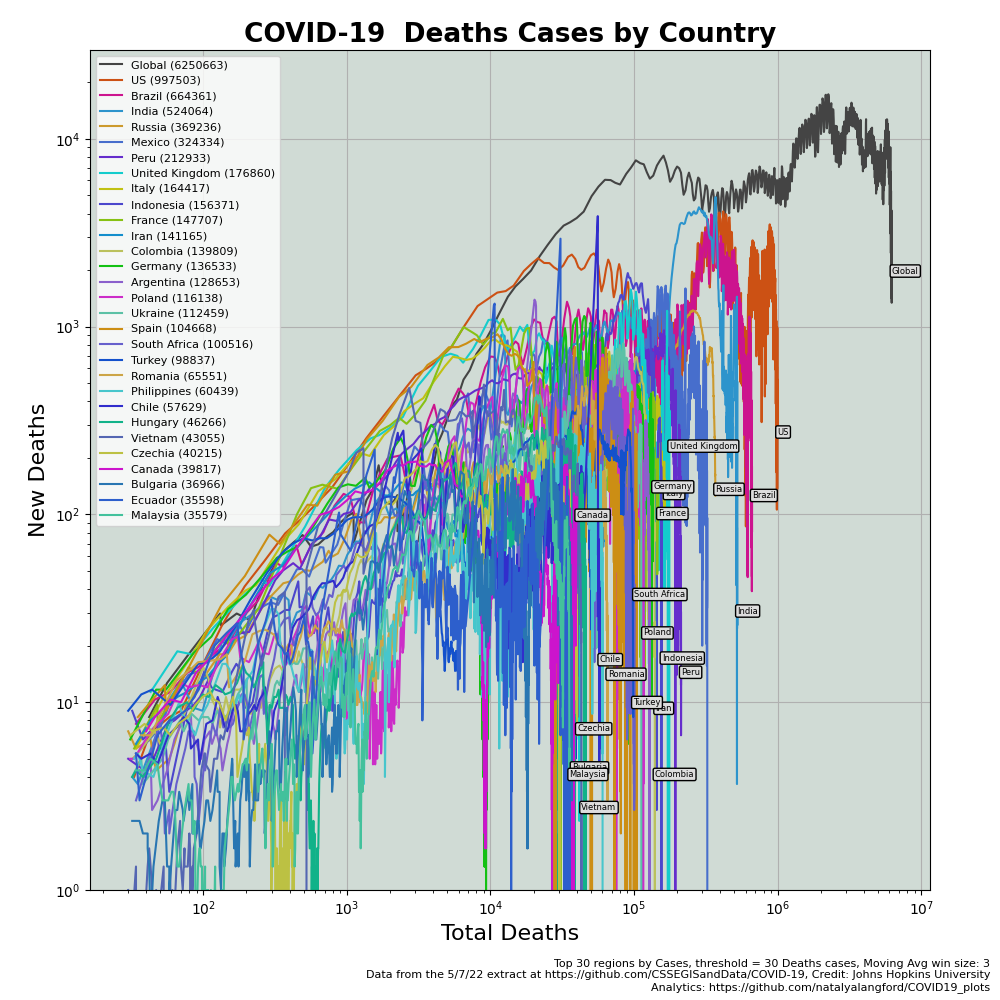 COVID-19  Deaths Cases by Country
Global (6250663)
US (997503)
Brazil (664361)
India (524064)
Russia (369236)
Mexico (324334)
Peru (212933)
United Kingdom (176860)
Italy (164417)
Indonesia (156371)
France (147707)
Iran (141165)
Colombia (139809)
Germany (136533)
Argentina (128653)
Poland (116138)
Ukraine (112459)
Spain (104668)
South Africa (100516)
Turkey (98837)
Romania (65551)
Philippines (60439)
Chile (57629)
Hungary (46266)
Vietnam (43055)
Czechia (40215)
Canada (39817)
Bulgaria (36966)
Ecuador (35598)
Malaysia (35579)
New Deaths
10^4
10^3
10^2
10^1
10^0
Global
US
United Kingdom
Germany
Italy
Russia
Brazil
France
Canada
South Africa
India
Poland
Chile
Indonesia
Romania
Peru
Turkey
Czechia
Bulgaria
Malaysia
Colombia
Vietnam
10^2 10^3 10^4 10^5 10^6 10^7
Total Deaths
Top 30 regions by Cases, threshold = 30 Deaths cases, Moving Avg win size: 3
Data from the 5/7/22 extract at https://github.com/CSSEGISandData/COVID-19, Credit: Johns Hopkins University
Analytics: https://github.com/natalyalangford/COVID19_plots